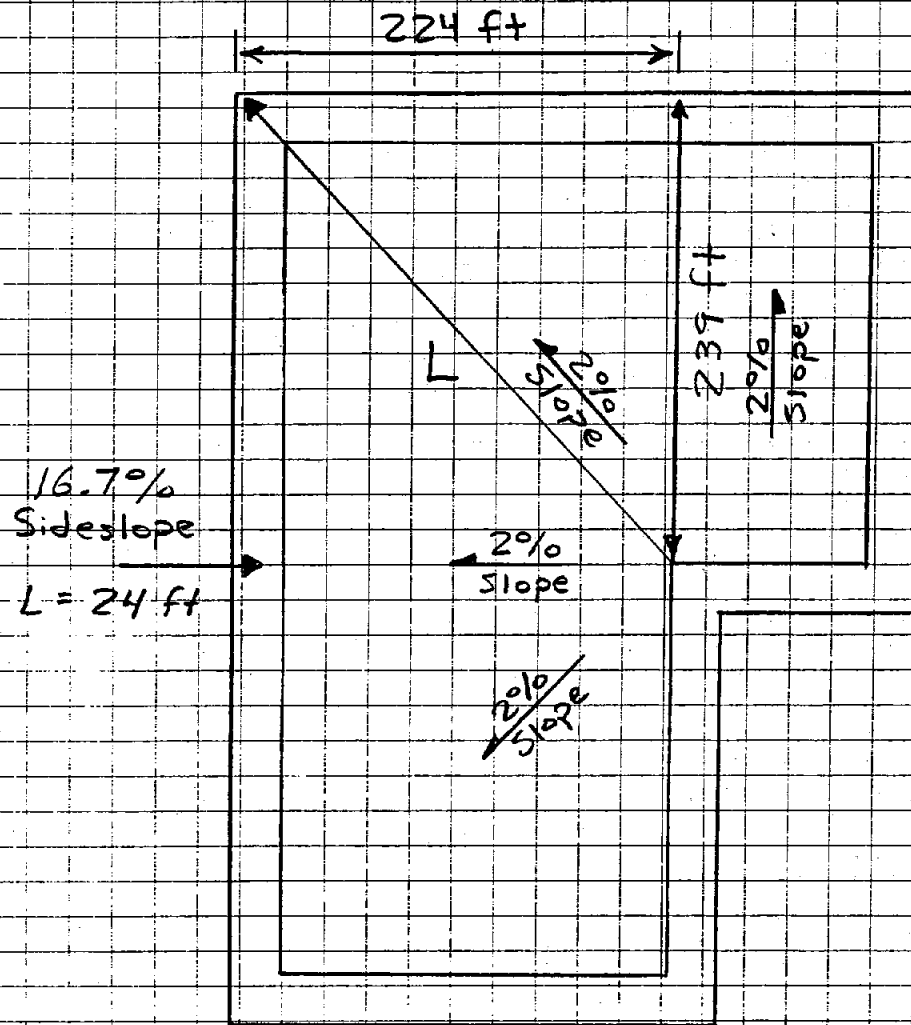 224 ft
239 ft
2%
Slope
L
2%
Slope
16.7%
Sideslope
L = 24 ft
2%
Slope
2%
Slope